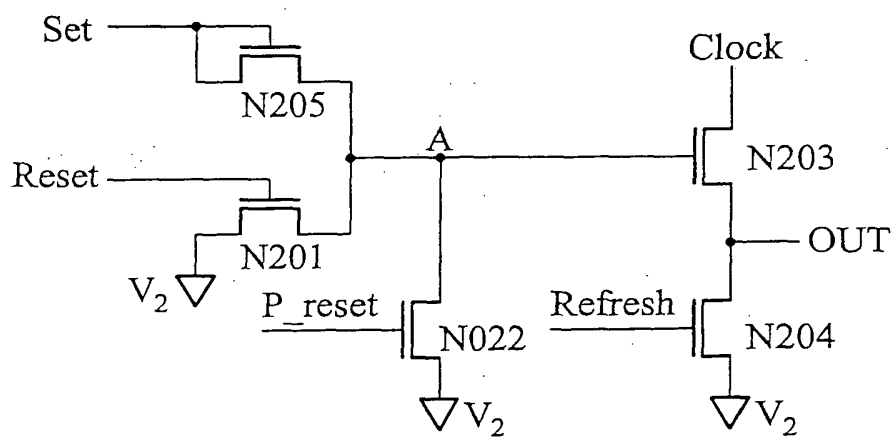 Set
Clock
N205
A
N203
Reset
OUT
N201
V2
P_reset
Refresh
N022
N204
V2
V2